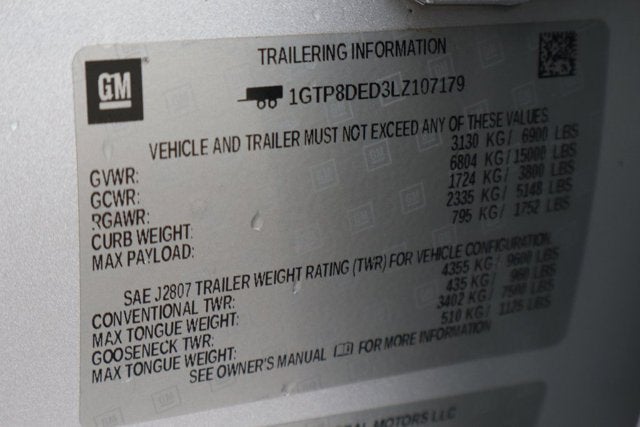 TRAILERING INFORMATION
GM
1GTP8DED3LZ107179
VEHICLE AND TRAILER MUST NOT EXCEED ANY OF THESE VALUES
GVWR: 3130 KG/ 6900 LBS
GCWR: 6804 KG/15000 LBS
RGAWR: 1724 KG/ 3800 LBS
CURB WEIGHT: 2335 KG/ 5148 LBS
MAX PAYLOAD: 795 KG/ 1752 LBS
SAE J2807 TRAILER WEIGHT RATING (TWR) FOR VEHICLE CONFIGURATION
CONVENTIONAL TWR: 4355 KG/ 9600 LBS
MAX TONGUE WEIGHT: 435 KG/ 960 LBS
GOOSENECK TWR: 3402 KG/ 7500 LBS
MAX TONGUE WEIGHT: 510 KG/ 1125 LBS
SEE OWNER'S MANUAL FOR MORE INFORMATION
MOTORS LLC